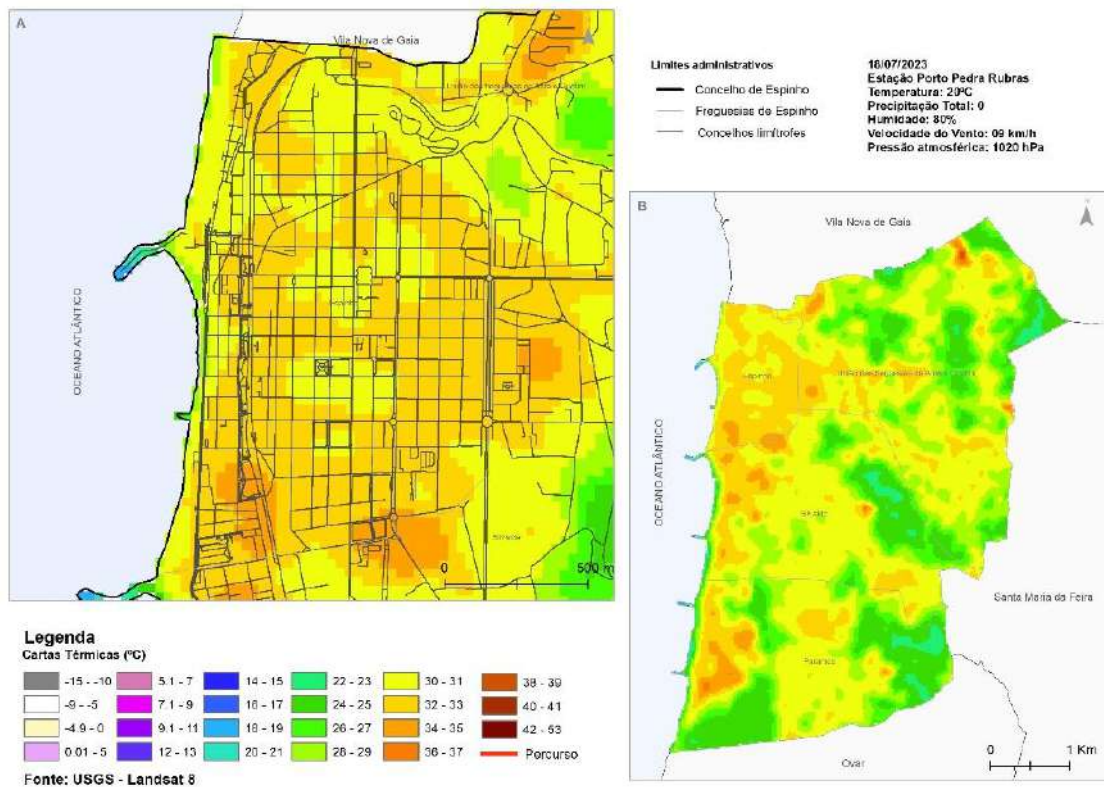 A
Vila Nova de Gaia
OCEANO ATLÂNTICO
Espinho
0 500 m
Limites administrativos
Concelho de Espinho
Freguesias de Espinho
Concelhos limítrofes
18/07/2023
Estação Porto Pedra Rubras
Temperatura: 20ºC
Precipitação Total: 0
Humidade: 80%
Velocidade do Vento: 09 km/h
Pressão atmosférica: 1020 hPa
B
Vila Nova de Gaia
OCEANO ATLÂNTICO
Espinho
Paramos
Santa Maria da Feira
Ovar
0 1 Km
Legenda
Cartas Térmicas (ºC)
-15 - -10 5.1 - 7 14 - 15 22 - 23 30 - 31 38 - 39
-9 - -5 7.1 - 9 16 - 17 24 - 25 32 - 33 40 - 41
-4.9 - 0 9.1 - 11 18 - 19 26 - 27 34 - 35 42 - 53
0.01 - 5 12 - 13 20 - 21 28 - 29 36 - 37 Percurso
Fonte: USGS - Landsat 8